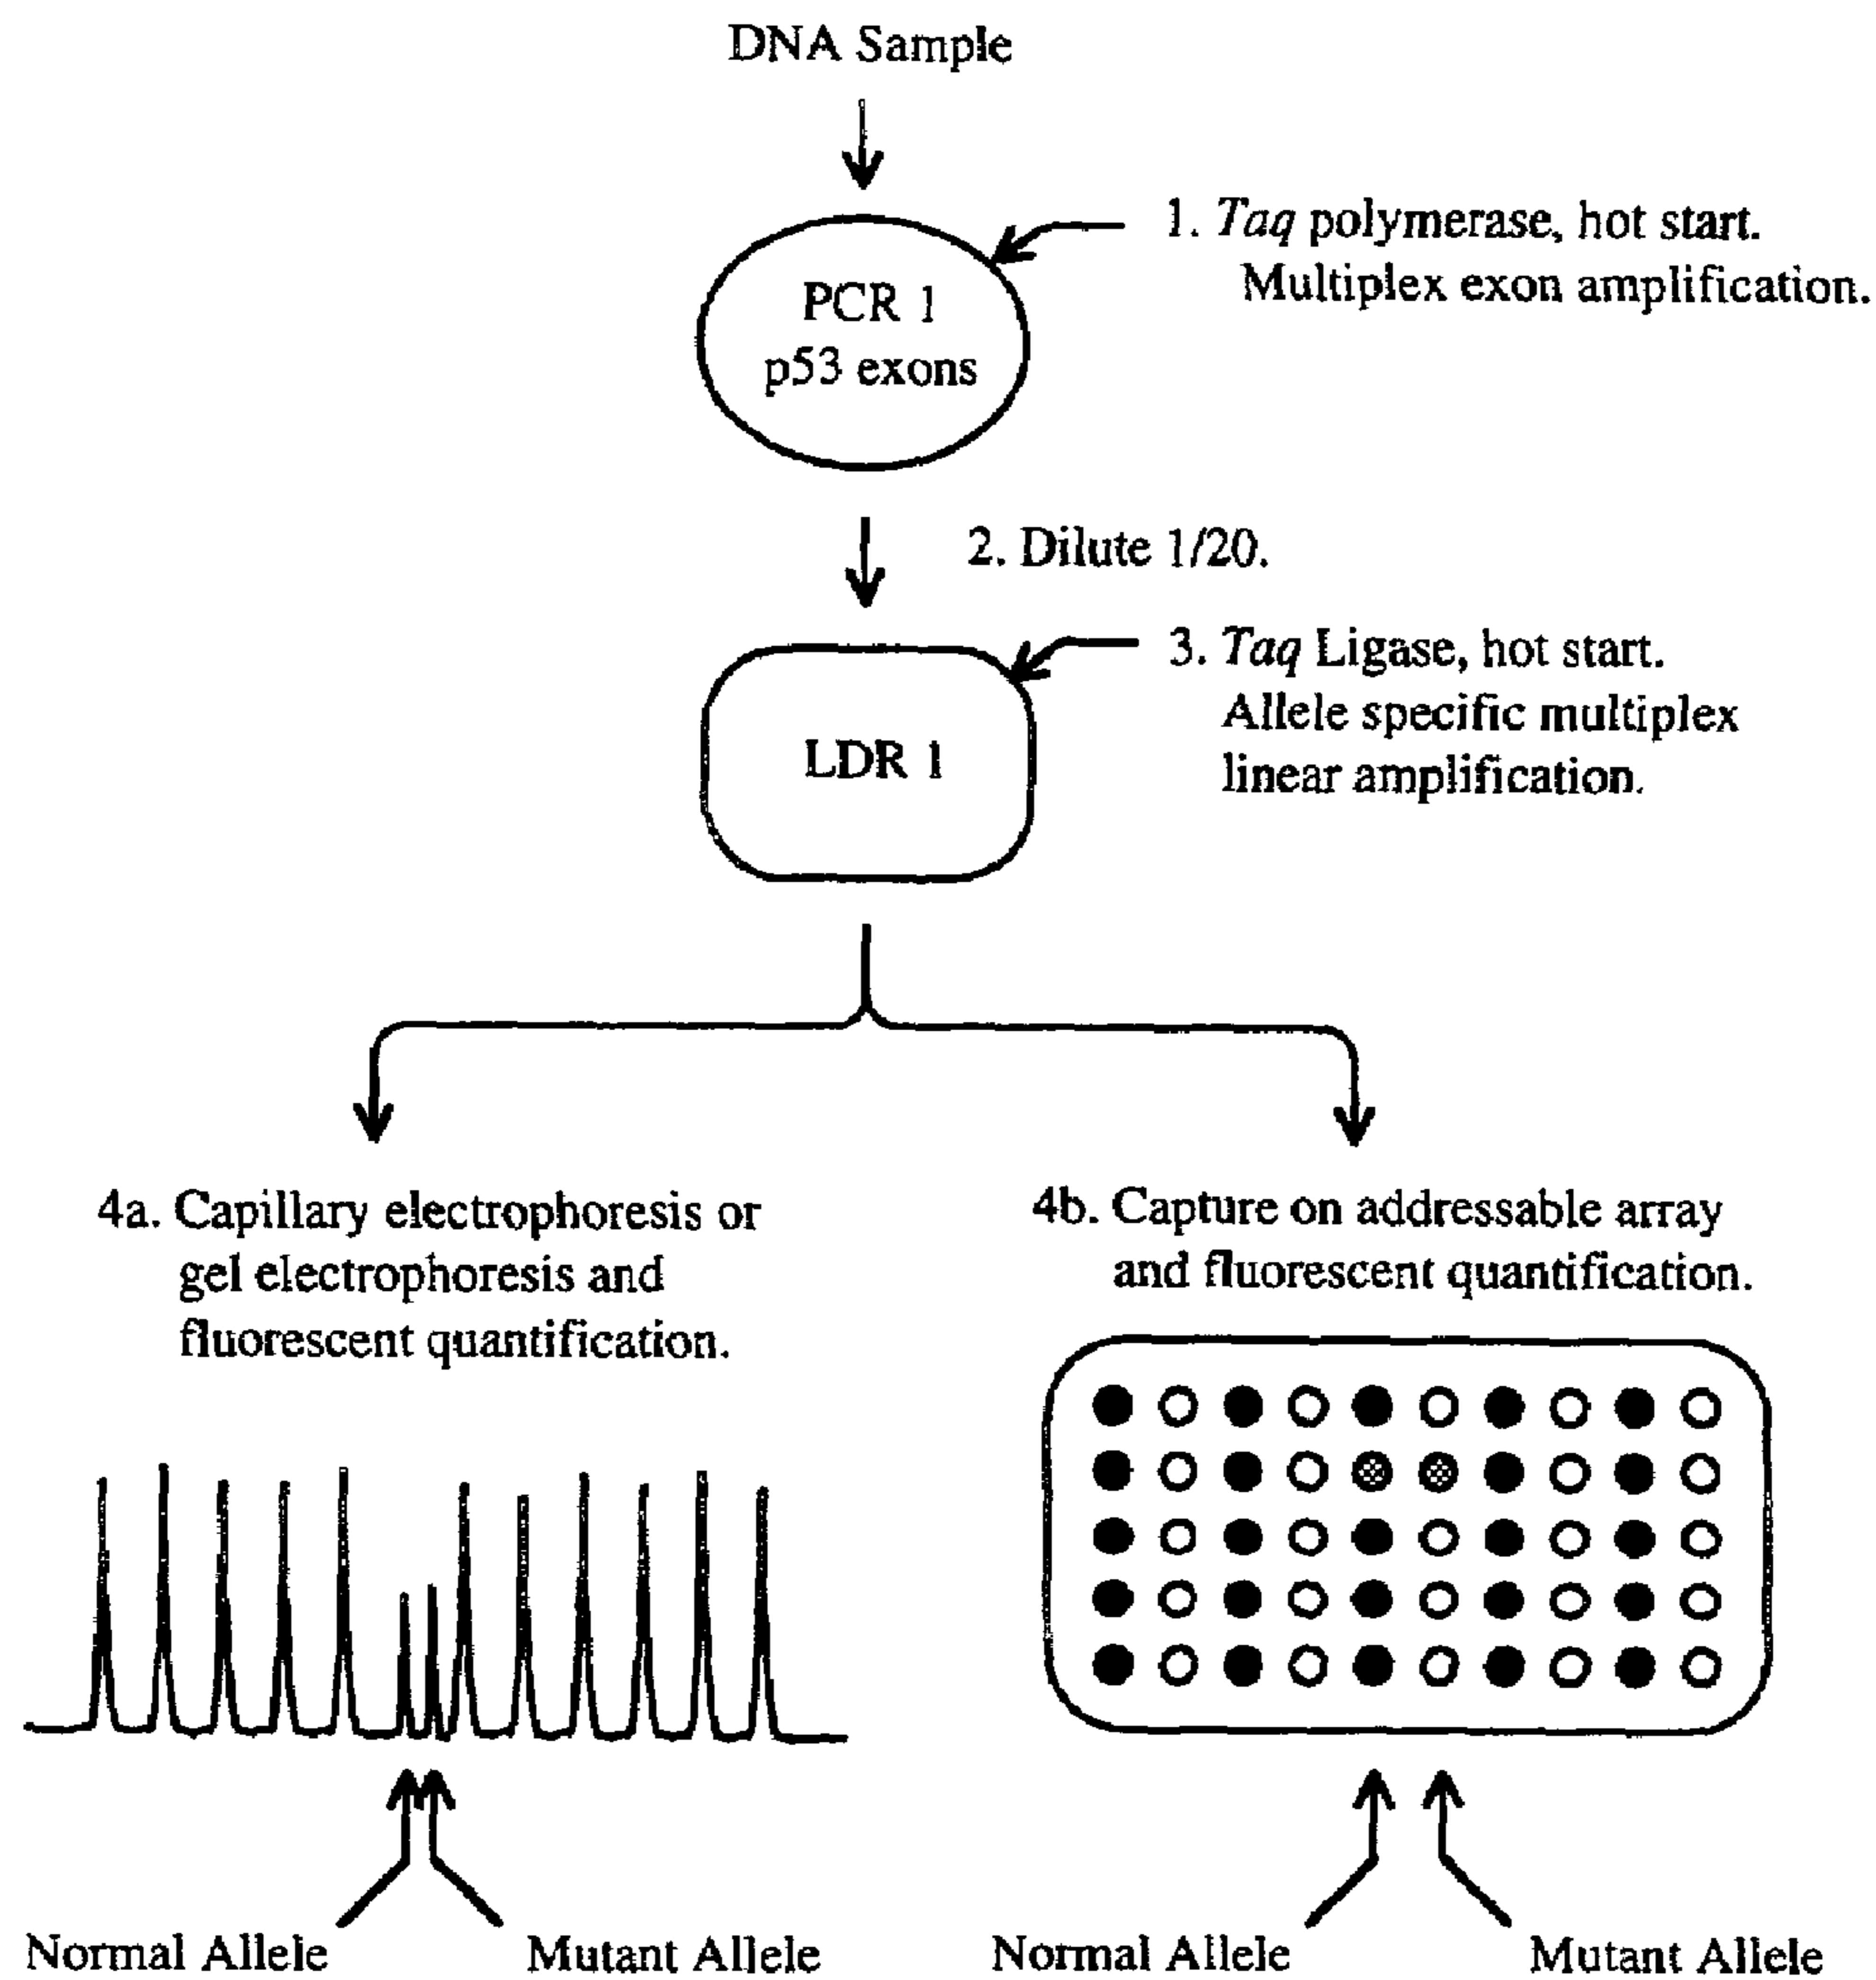 DNA Sample
1. Taq polymerase, hot start.
Multiplex exon amplification.
PCR 1
p53 exons
2. Dilute 1/20.
3. Taq Ligase, hot start.
Allele specific multiplex
linear amplification.
LDR 1
4a. Capillary electrophoresis or
gel electrophoresis and
fluorescent quantification.
4b. Capture on addressable array
and fluorescent quantification.
Normal Allele
Mutant Allele
Normal Allele
Mutant Allele